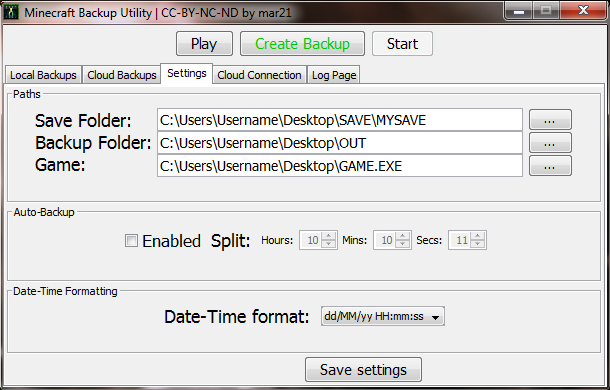 Minecraft Backup Utility | CC-BY-NC-ND by mar21
Play Create Backup Start
Local Backups Cloud Backups Settings Cloud Connection Log Page
Paths
Save Folder: C:\Users\Username\Desktop\SAVE\MYSAVE ...
Backup Folder: C:\Users\Username\Desktop\OUT ...
Game: C:\Users\Username\Desktop\GAME.EXE ...
Auto-Backup
Enabled Split: Hours: 10 Mins: 10 Secs: 11
Date-Time Formatting
Date-Time format: dd/MM/yy HH:mm:ss
Save settings